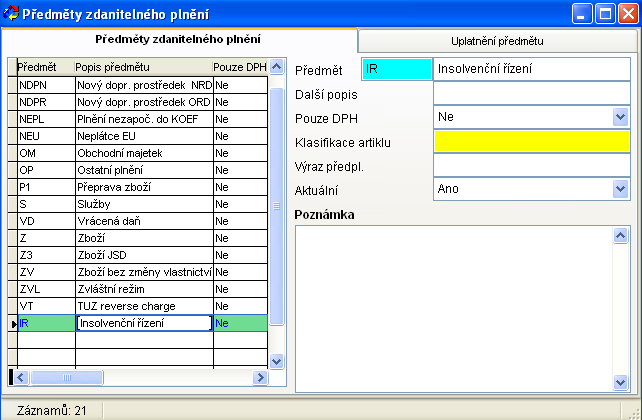 Předměty zdanitelného plnění
Předměty zdanitelného plnění
Uplatnění předmětu
Předmět Popis předmětu Pouze DPH
NDPN Nový dopr. prostředek NRD Ne
NDPR Nový dopr. prostředek ORD Ne
NEPL Plnění nezapoč. do KOEF Ne
NEU Neplátce EU Ne
OM Obchodní majetek Ne
OP Ostatní plnění Ne
P1 Přeprava zboží Ne
S Služby Ne
VD Vrácená daň Ne
Z Zboží Ne
Z3 Zboží JSD Ne
ZV Zboží bez změny vlastnictví Ne
ZVL Zvláštní režim Ne
VT TUZ reverse charge Ne
IR Insolvenční řízení Ne
Předmět IR Insolvenční řízení
Další popis
Pouze DPH Ne
Klasifikace artiklu
Výraz předpl.
Aktuální Ano
Poznámka
Záznamů: 21